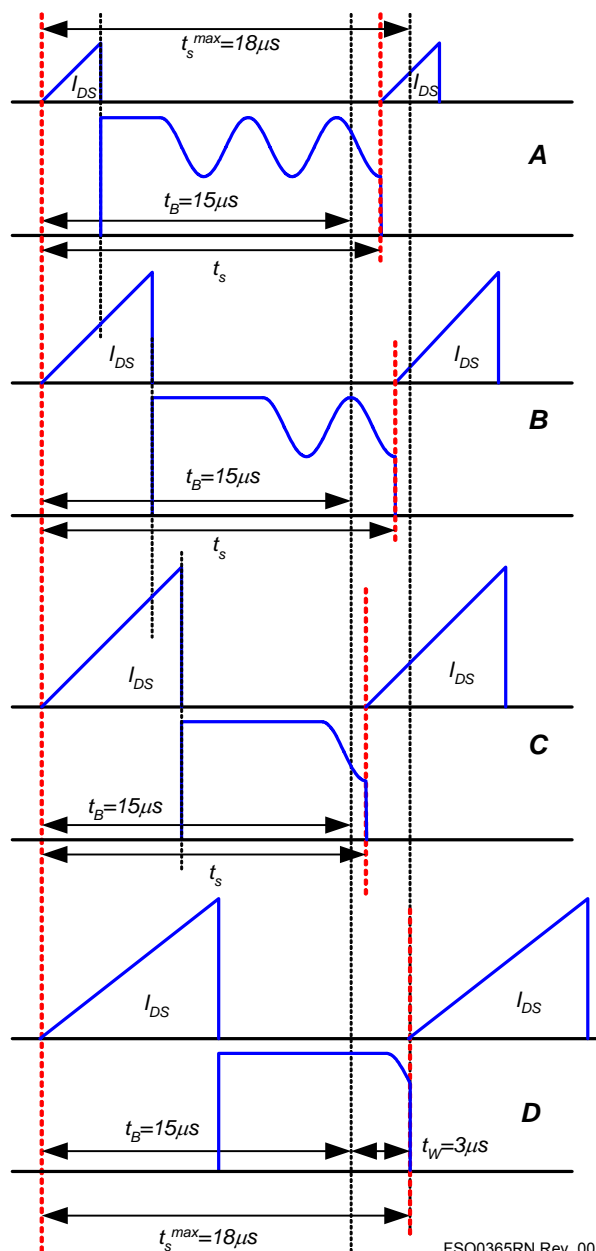 t_s^max=18μs
I_DS
I_DS
A
t_B=15μs
t_s
I_DS
I_DS
B
t_B=15μs
t_s
I_DS
I_DS
C
t_B=15μs
t_s
I_DS
I_DS
D
t_B=15μs
t_W=3μs
t_s^max=18μs
FSQ0365RN Rev. 00